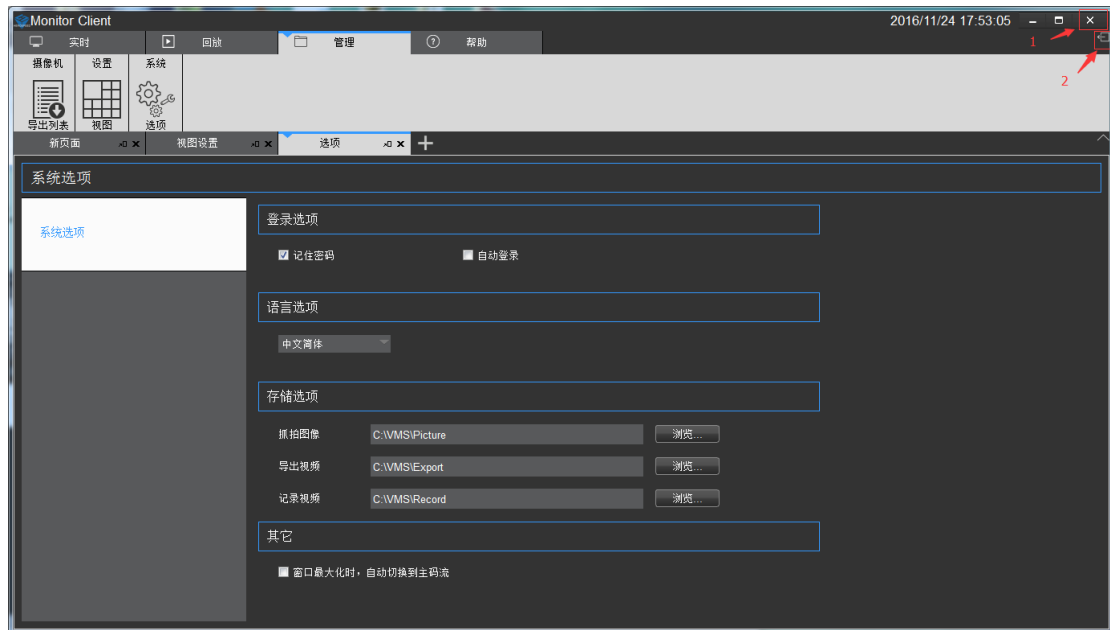 Monitor Client 2016/11/24 17:53:05
实时 回放 管理 帮助
1
摄像机 设置 系统
2
导出列表 视图 选项
新页面 视图设置 选项
系统选项
系统选项
登录选项
记住密码 自动登录
语言选项
中文简体
存储选项
抓拍图像 C:\VMS\Picture 浏览...
导出视频 C:\VMS\Export 浏览...
记录视频 C:\VMS\Record 浏览...
其它
窗口最大化时，自动切换到主码流